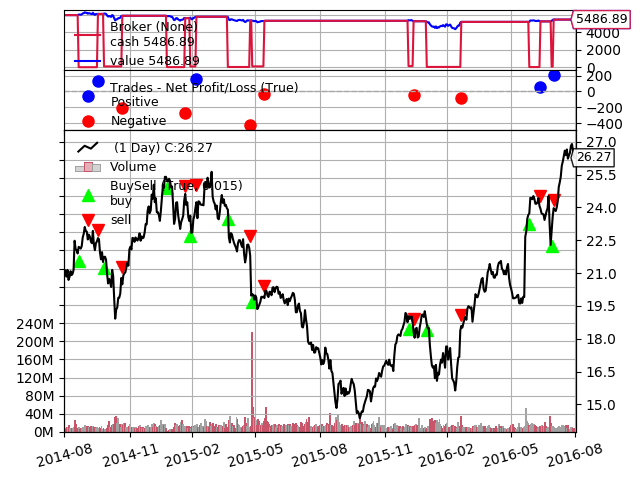 Broker (None)
cash 5486.89
value 5486.89
5486.89
4000
2000
0
Trades - Net Profit/Loss (True)
Positive
Negative
200
0
−200
−400
(1 Day) C:26.27
Volume
BuySell (True, 0.015)
buy
sell
27.0
26.27
25.5
24.0
22.5
21.0
19.5
18.0
16.5
15.0
240M
200M
160M
120M
80M
40M
0M
2014-08
2014-11
2015-02
2015-05
2015-08
2015-11
2016-02
2016-05
2016-08